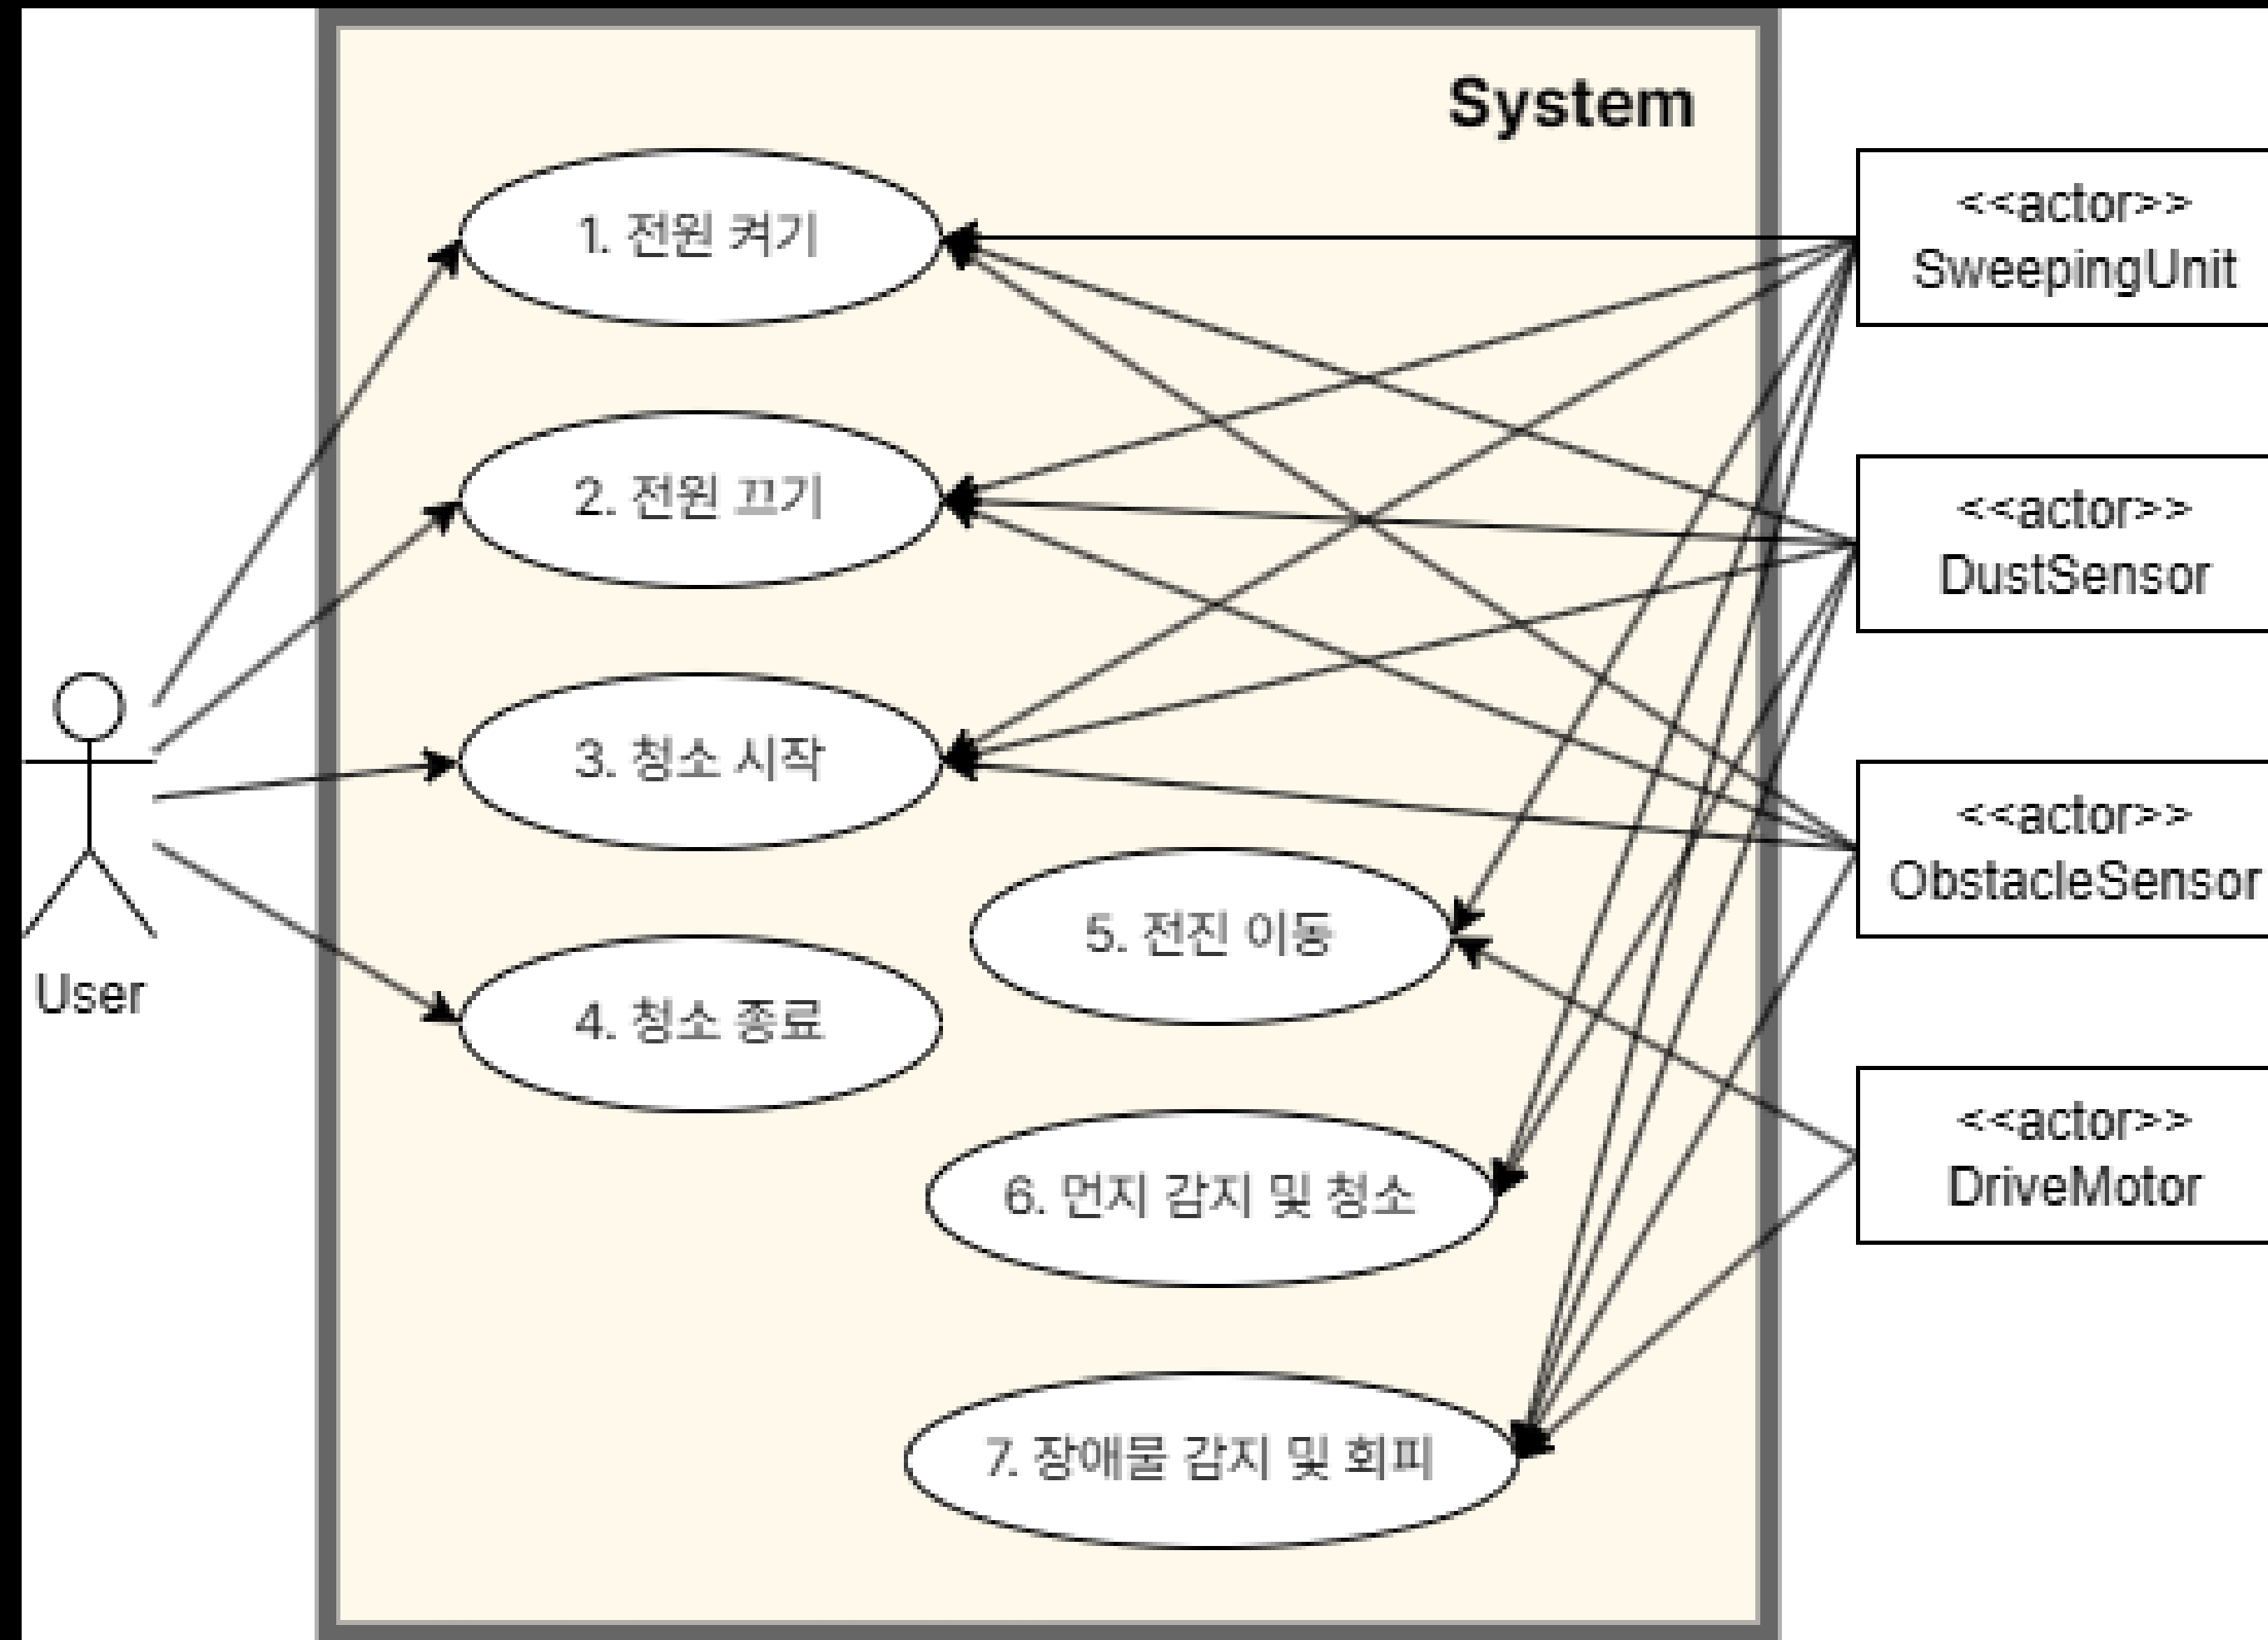 System
1. 전원 켜기
2. 전원 끄기
3. 청소 시작
4. 청소 종료
5. 전진 이동
6. 먼지 감지 및 청소
7. 장애물 감지 및 회피
User
<<actor>>
SweepingUnit
<<actor>>
DustSensor
<<actor>>
ObstacleSensor
<<actor>>
DriveMotor